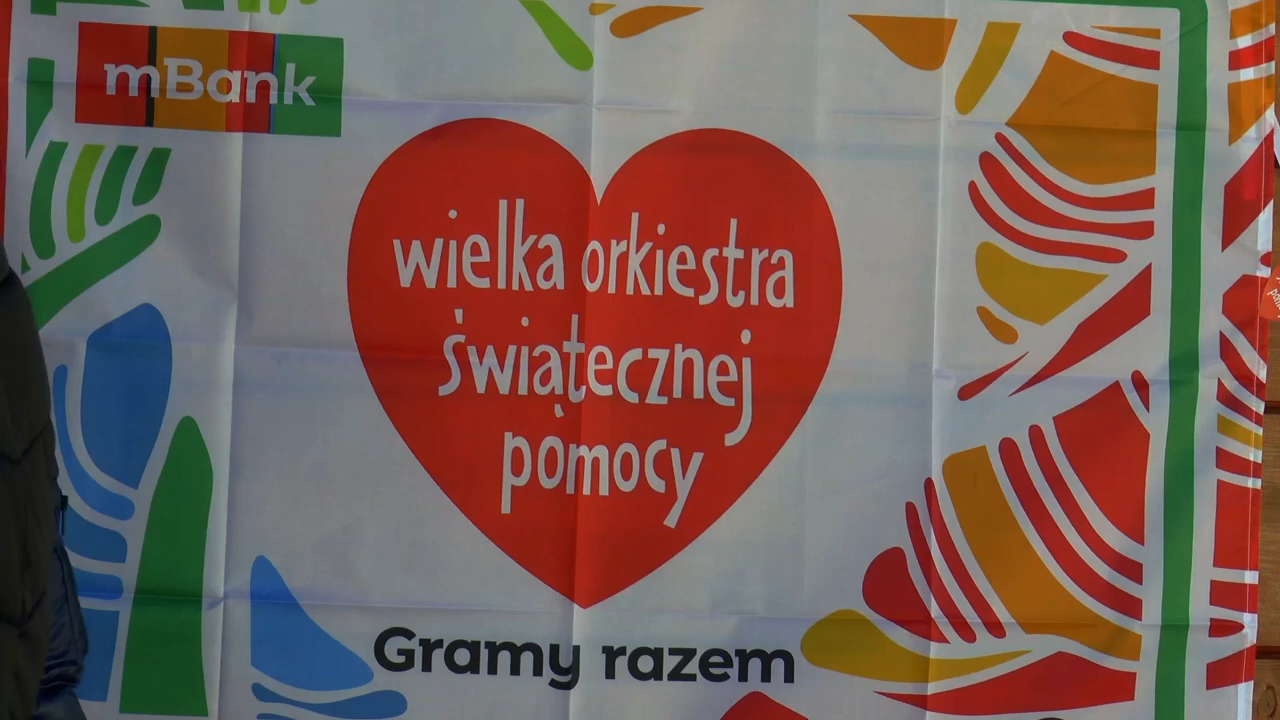 mBank
wielka orkiestra
świątecznej
pomocy
Gramy razem